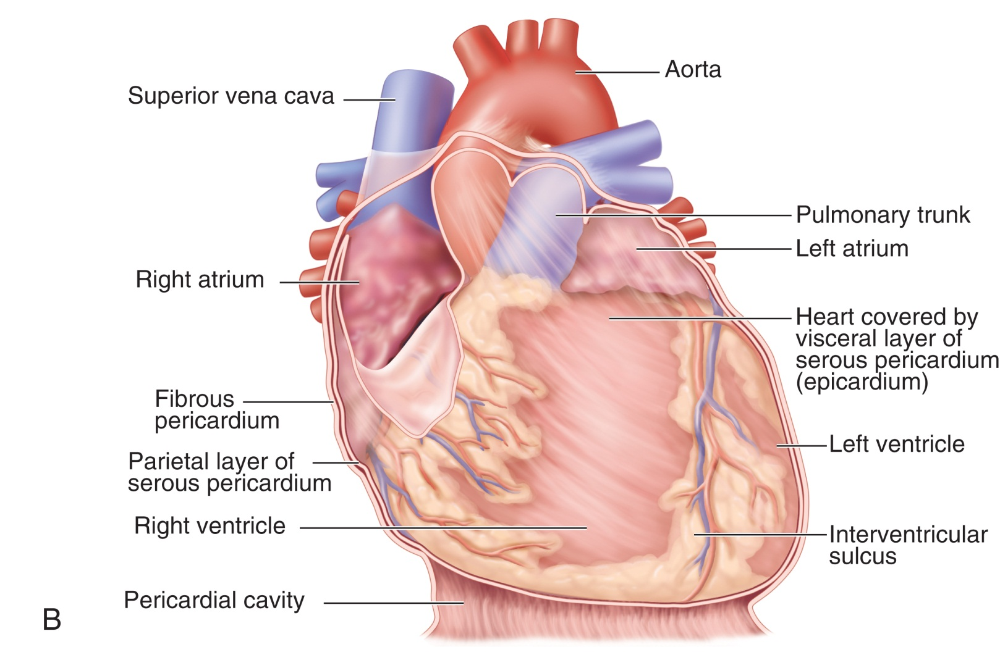 Aorta
Superior vena cava
Pulmonary trunk
Left atrium
Right atrium
Heart covered by
visceral layer of
serous pericardium
(epicardium)
Fibrous
pericardium
Left ventricle
Parietal layer of
serous pericardium
Right ventricle
Interventricular
sulcus
Pericardial cavity
B